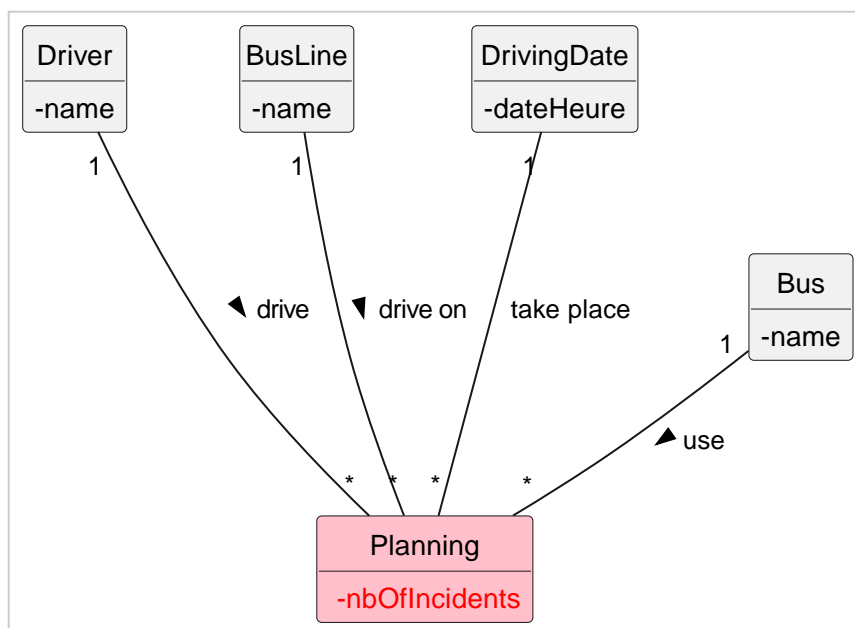 Driver
-name
BusLine
-name
DrivingDate
-dateHeure
1
1
1
Bus
-name
drive
drive on
take place
1
use
*
*
*
*
Planning
-nbOfIncidents